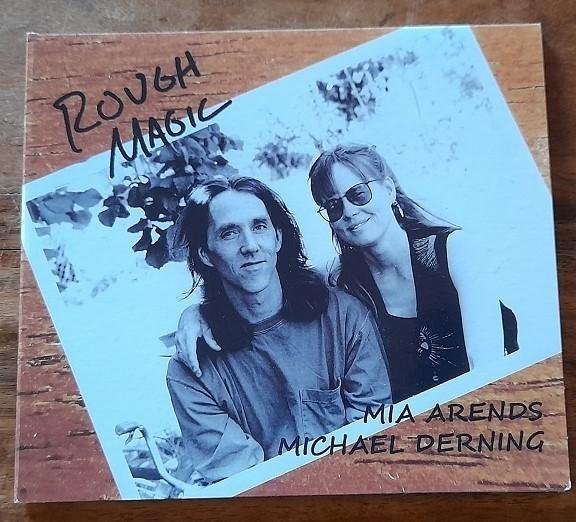 ROUGH
MAGIC
MIA ARENDS
MICHAEL DERNING